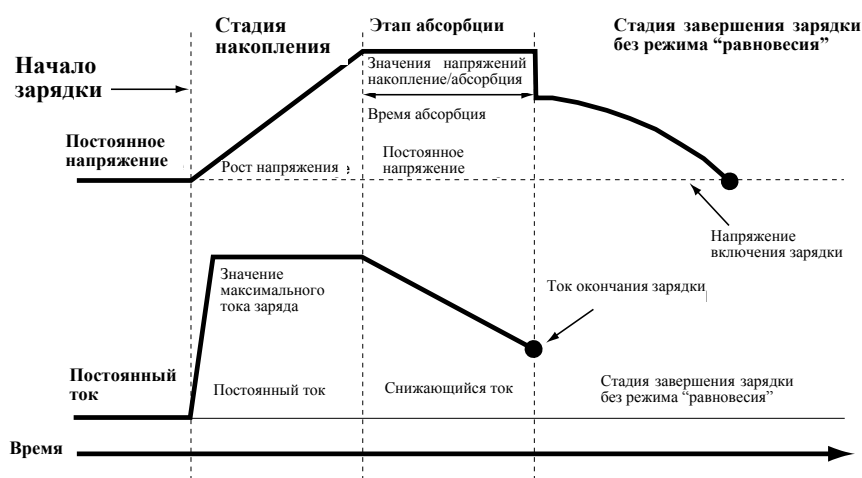 Стадия
накопления
Этап абсорбции
Стадия завершения зарядки
без режима “равновесия”
Начало
зарядки
Значения напряжений
накопление/абсорбция
Время абсорбция
Постоянное
напряжение
Рост напряжения е
Постоянное
напряжение
Напряжение
включения зарядки
Значение
максимального
тока заряда
Ток окончания зарядки
Постоянный
ток
Постоянный ток
Снижающийся ток
Стадия завершения зарядки
без режима “равновесия”
Время